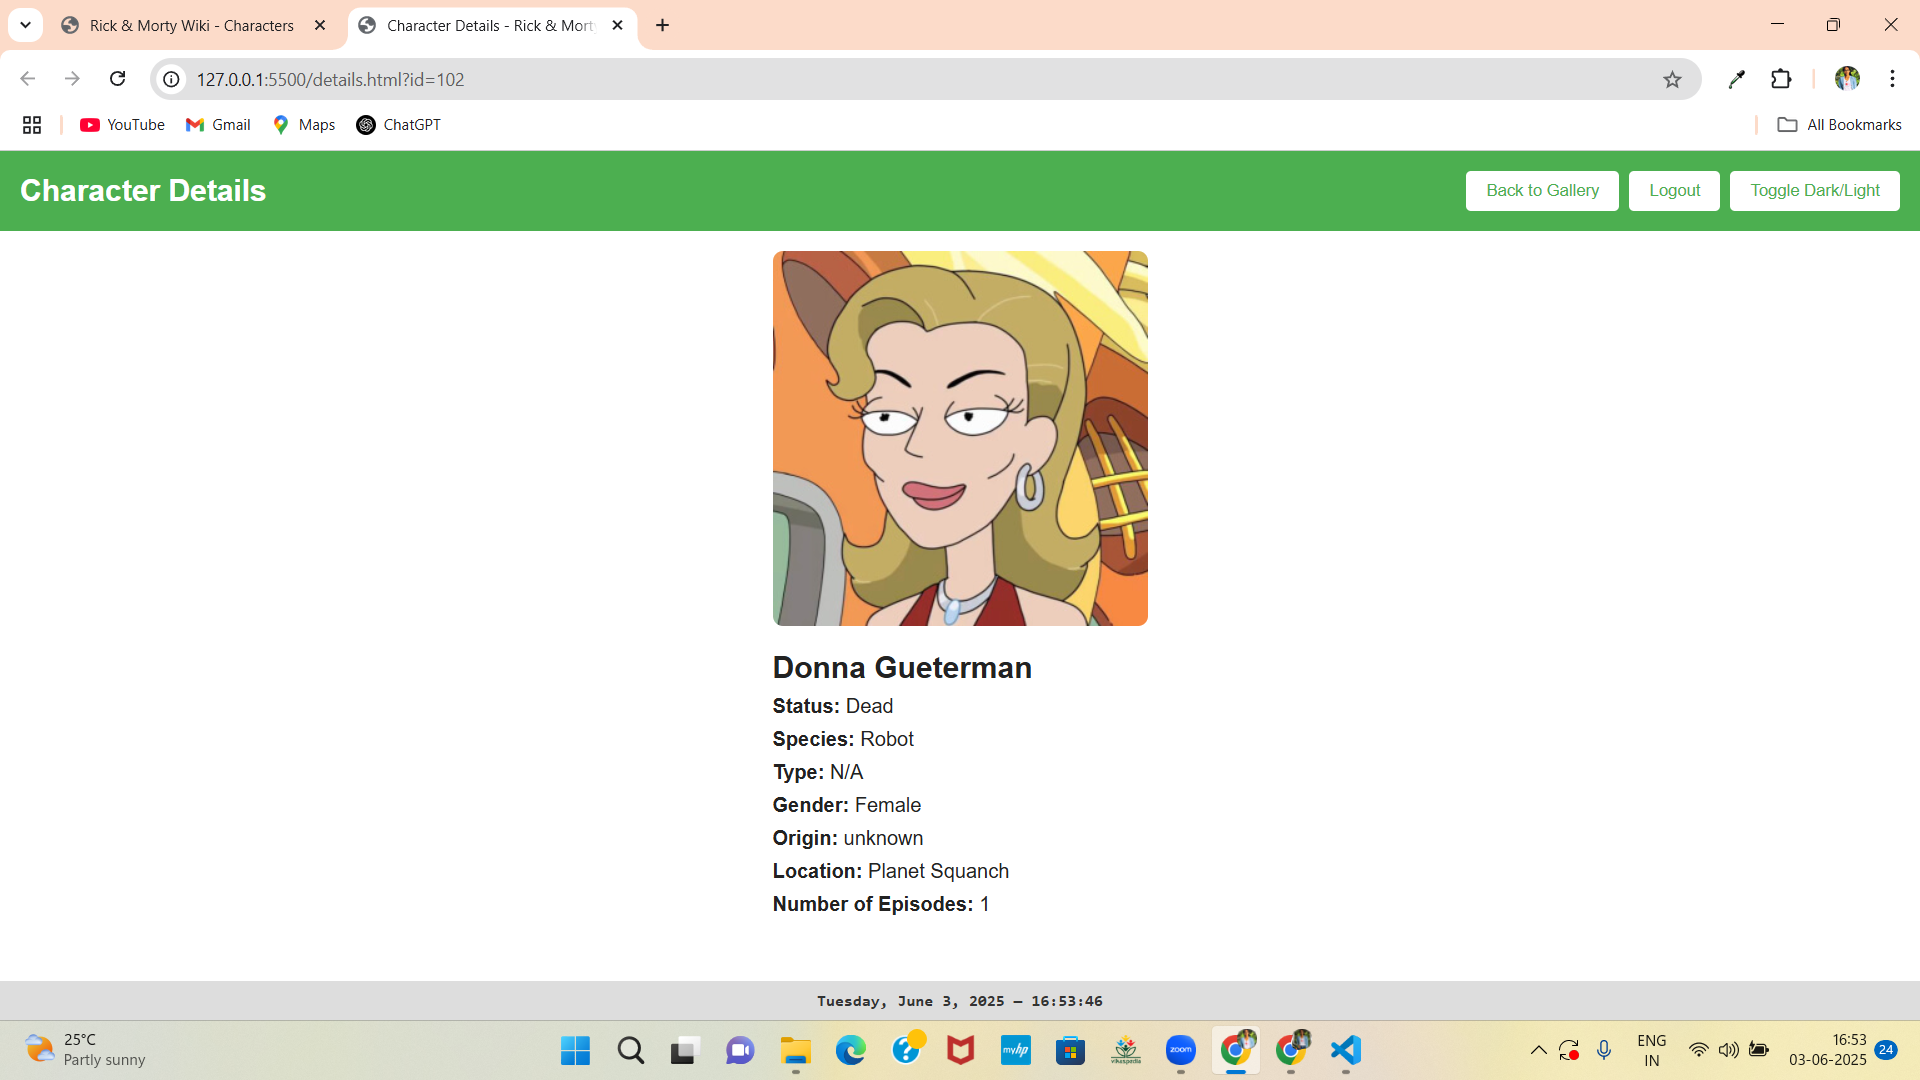 Rick & Morty Wiki - Characters
Character Details - Rick & Mort
127.0.0.1:5500/details.html?id=102
YouTube
Gmail
Maps
ChatGPT
All Bookmarks
Character Details
Back to Gallery
Logout
Toggle Dark/Light
Donna Gueterman
Status: Dead
Species: Robot
Type: N/A
Gender: Female
Origin: unknown
Location: Planet Squanch
Number of Episodes: 1
Tuesday, June 3, 2025 — 16:53:46
25°C
Partly sunny
myhp
vikaspedia
zoom
ENG
IN
16:53
03-06-2025
24